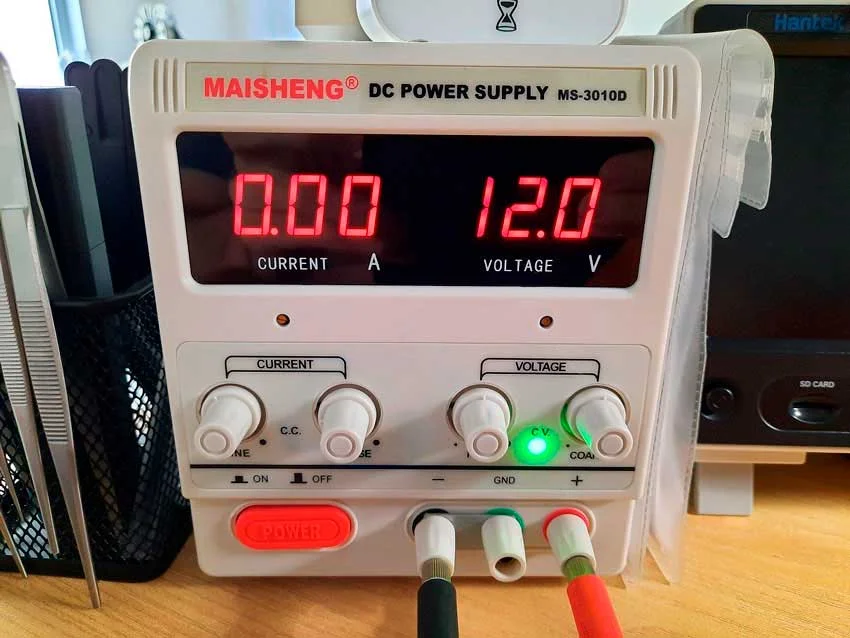 Hantek
MAISHENG® DC POWER SUPPLY MS-3010D
0.00 12.0
CURRENT A VOLTAGE V
CURRENT VOLTAGE
SD CARD
C.C. C.V.
ON OFF − GND +
POWER